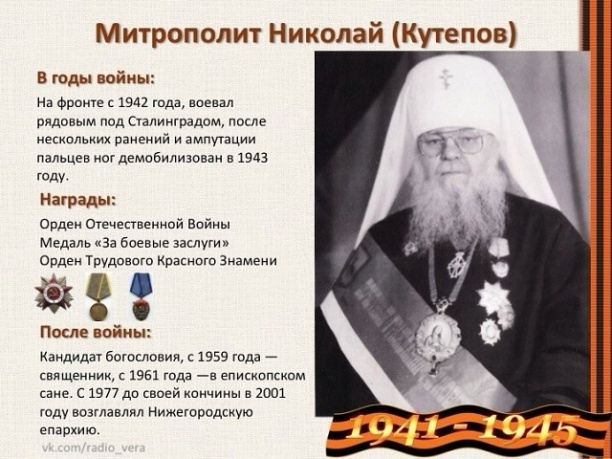 Митрополит Николай (Кутепов)
В годы войны:
На фронте с 1942 года, воевал
рядовым под Сталинградом, после
нескольких ранений и ампутации
пальцев ног демобилизован в 1943
году.
Награды:
Орден Отечественной Войны
Медаль «За боевые заслуги»
Орден Трудового Красного Знамени
После войны:
Кандидат богословия, с 1959 года —
священник, с 1961 года —в епископском
сане. С 1977 до своей кончины в 2001
году возглавлял Нижегородскую
епархию.
vk.com/radio_vera
1941 - 1945